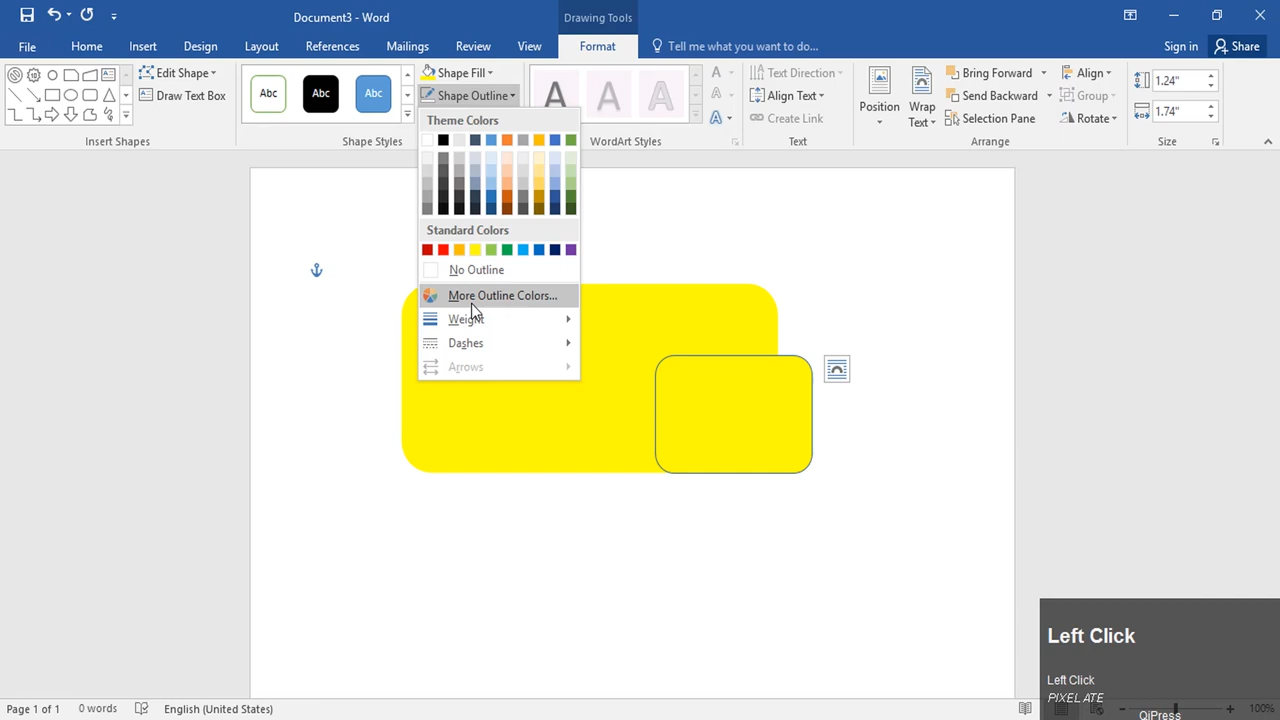 Document3 - Word
Drawing Tools
File
Home
Insert
Design
Layout
References
Mailings
Review
View
Format
Tell me what you want to do...
Sign in
Share
Edit Shape
Draw Text Box
Insert Shapes
Abc
Abc
Abc
Shape Styles
Shape Fill
Shape Outline
A
A
A
A
A
A
WordArt Styles
Text Direction
Align Text
Create Link
Text
Position
Wrap
Text
Bring Forward
Send Backward
Selection Pane
Align
Group
Rotate
Arrange
1.24"
1.74"
Size
Theme Colors
Standard Colors
No Outline
More Outline Colors...
Weight
Dashes
Arrows
Left Click
Left Click
PIXEL ATE
QiPress
Page 1 of 1
0 words
English (United States)
100%